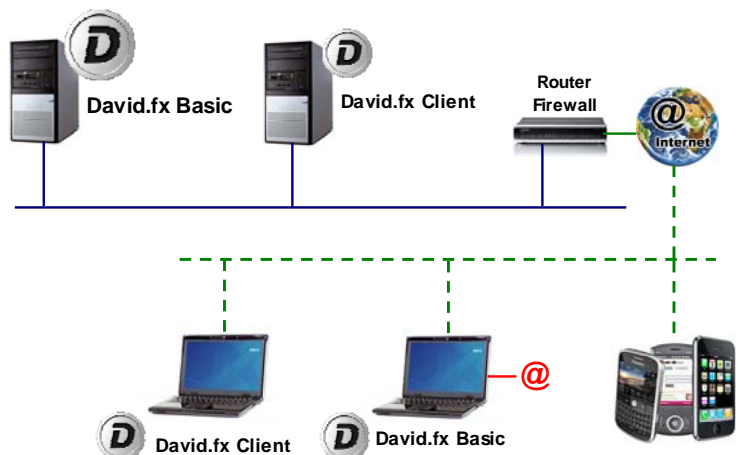 D
David.fx Basic
D
David.fx Client
Router
Firewall
@
Internet
@
D
David.fx Client
D
David.fx Basic